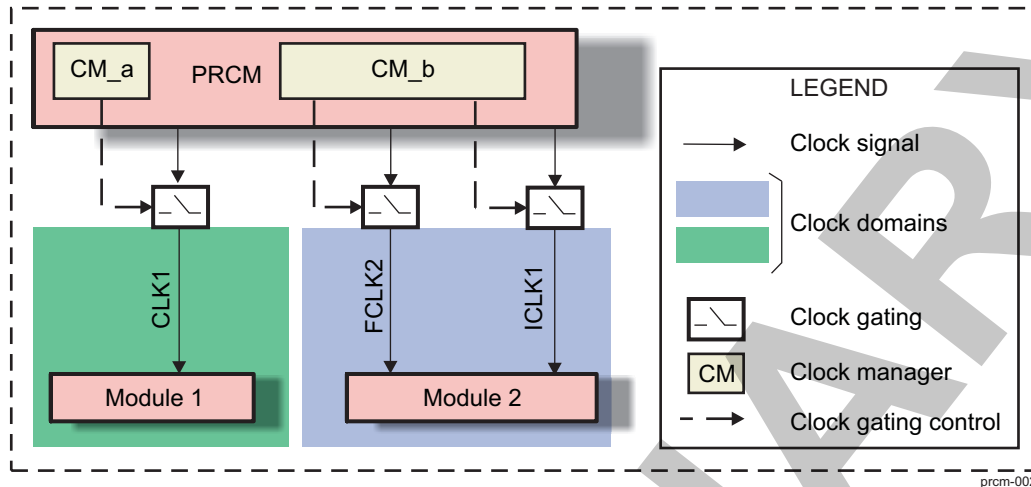 CM_a
PRCM
CM_b
CLK1
FCLK2
ICLK1
Module 1
Module 2
LEGEND
Clock signal
Clock domains
Clock gating
CM
Clock manager
Clock gating control